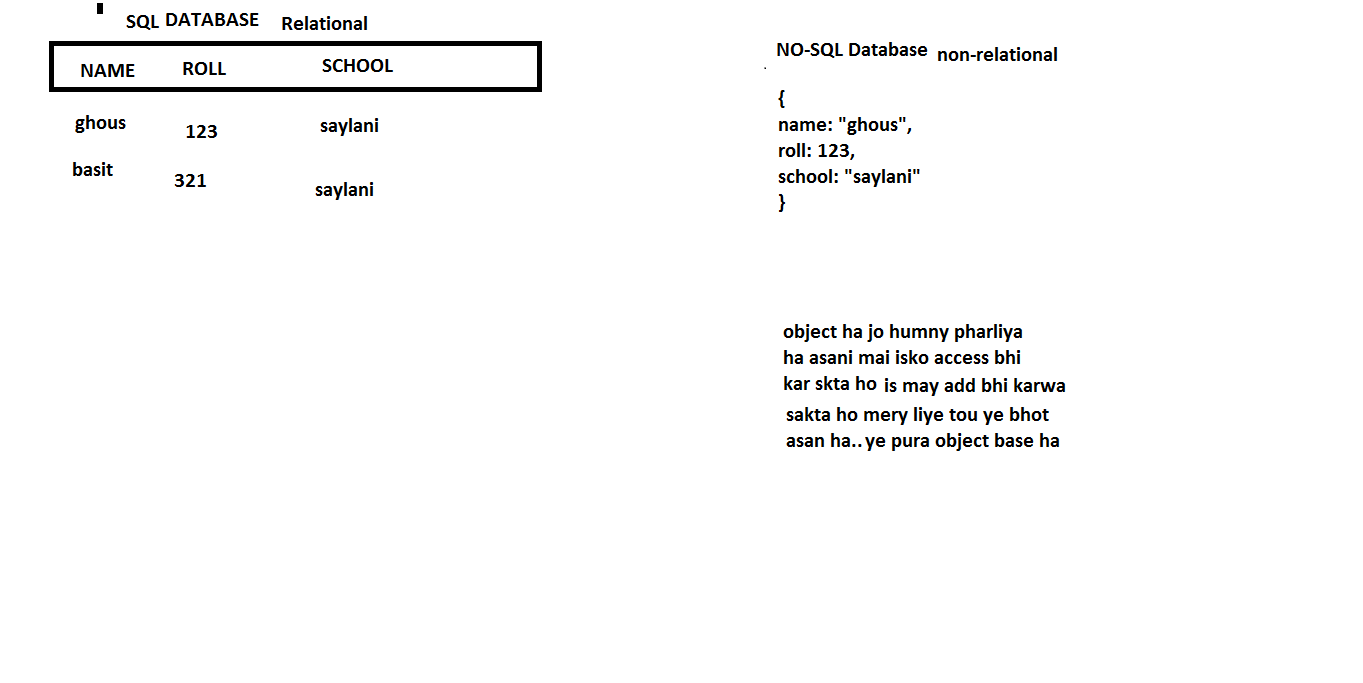 SQL DATABASE Relational
NAME ROLL SCHOOL
ghous 123 saylani
basit 321 saylani
NO-SQL Database non-relational
{
name: "ghous",
roll: 123,
school: "saylani"
}
object ha jo humny pharliya
ha asani mai isko access bhi
kar skta ho is may add bhi karwa
sakta ho mery liye tou ye bhot
asan ha.. ye pura object base ha